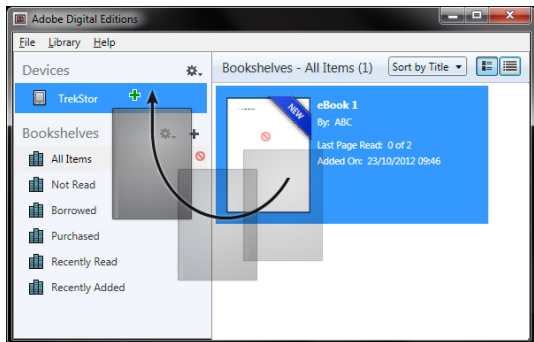 Adobe Digital Editions
File Library Help
Devices
TrekStor
Bookshelves
All Items
Not Read
Borrowed
Purchased
Recently Read
Recently Added
Bookshelves - All Items (1)
Sort by Title
NEW
eBook 1
By: ABC
Last Page Read: 0 of 2
Added On: 23/10/2012 09:46